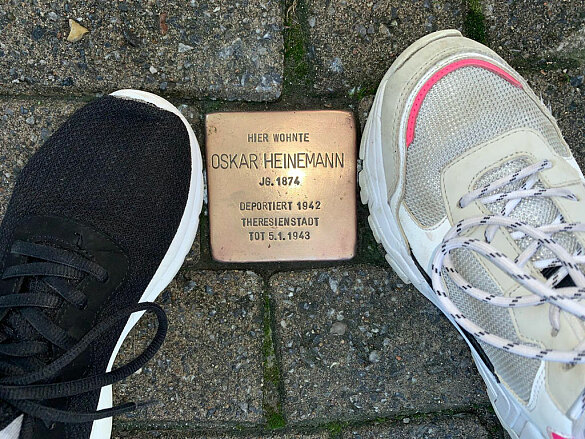 HIER WOHNTE
OSKAR HEINEMANN
JG. 1874
DEPORTIERT 1942
THERESIENSTADT
TOT 5.1.1943